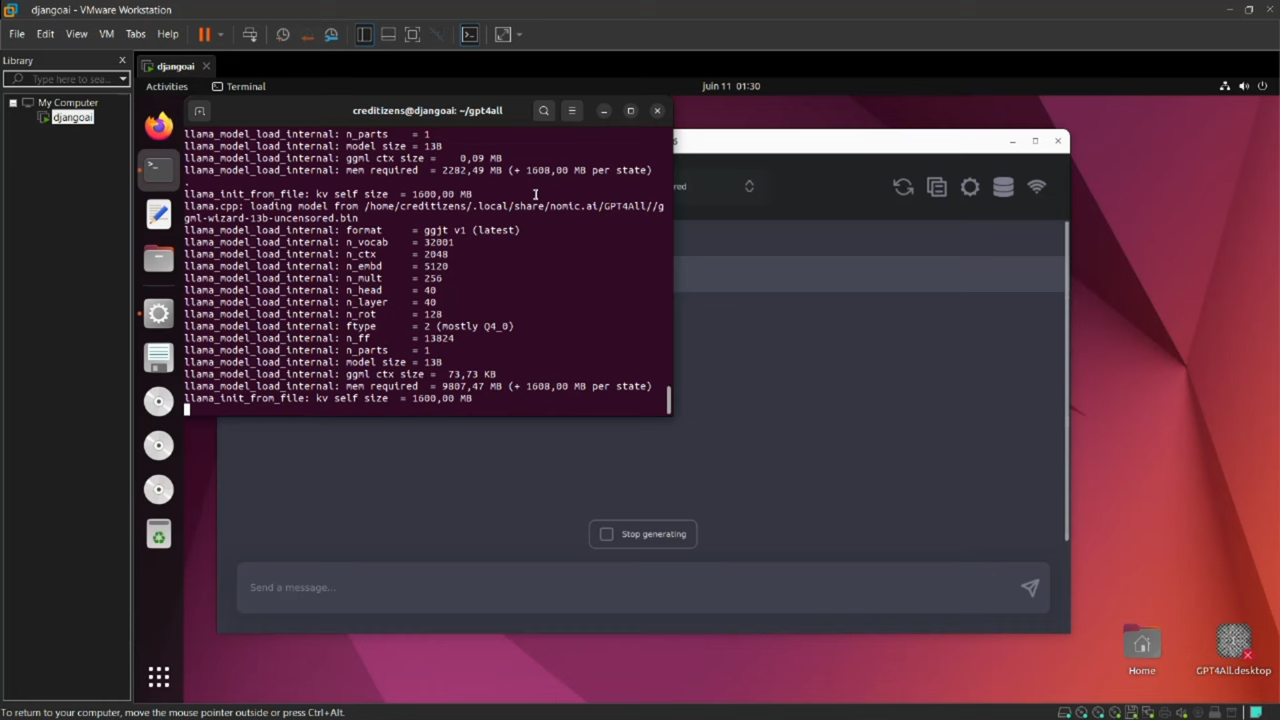 djangoai - VMware Workstation
File Edit View VM Tabs Help
Library
Type here to sea...
My Computer
djangoai
djangoai
Activities
Terminal
juin 11 01:30
creditizens@djangoai: ~/gpt4all
llama_model_load_internal: n_parts = 1
llama_model_load_internal: model size = 13B
llama_model_load_internal: ggml ctx size = 0,09 MB
llama_model_load_internal: mem required = 2282,49 MB (+ 1608,00 MB per state)
.
llama_init_from_file: kv self size = 1600,00 MB
llama.cpp: loading model from /home/creditizens/.local/share/nomic.ai/GPT4All//g
gml-wizard-13b-uncensored.bin
llama_model_load_internal: format = ggjt v1 (latest)
llama_model_load_internal: n_vocab = 32001
llama_model_load_internal: n_ctx = 2048
llama_model_load_internal: n_embd = 5120
llama_model_load_internal: n_mult = 256
llama_model_load_internal: n_head = 40
llama_model_load_internal: n_layer = 40
llama_model_load_internal: n_rot = 128
llama_model_load_internal: ftype = 2 (mostly Q4_0)
llama_model_load_internal: n_ff = 13824
llama_model_load_internal: n_parts = 1
llama_model_load_internal: model size = 13B
llama_model_load_internal: ggml ctx size = 73,73 KB
llama_model_load_internal: mem required = 9807,47 MB (+ 1608,00 MB per state)
llama_init_from_file: kv self size = 1600,00 MB
red
Stop generating
Send a message...
Home
GPT4All.desktop
To return to your computer, move the mouse pointer outside or press Ctrl+Alt.